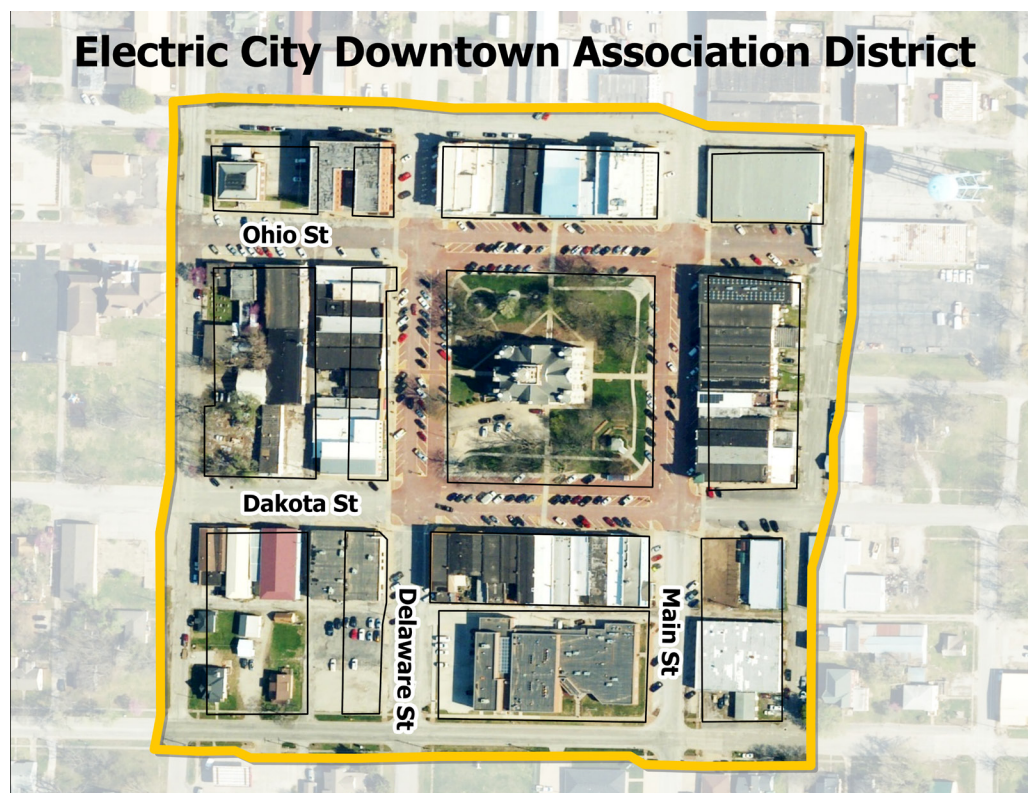 Electric City Downtown Association District
Ohio St
Dakota St
Delaware St
Main St